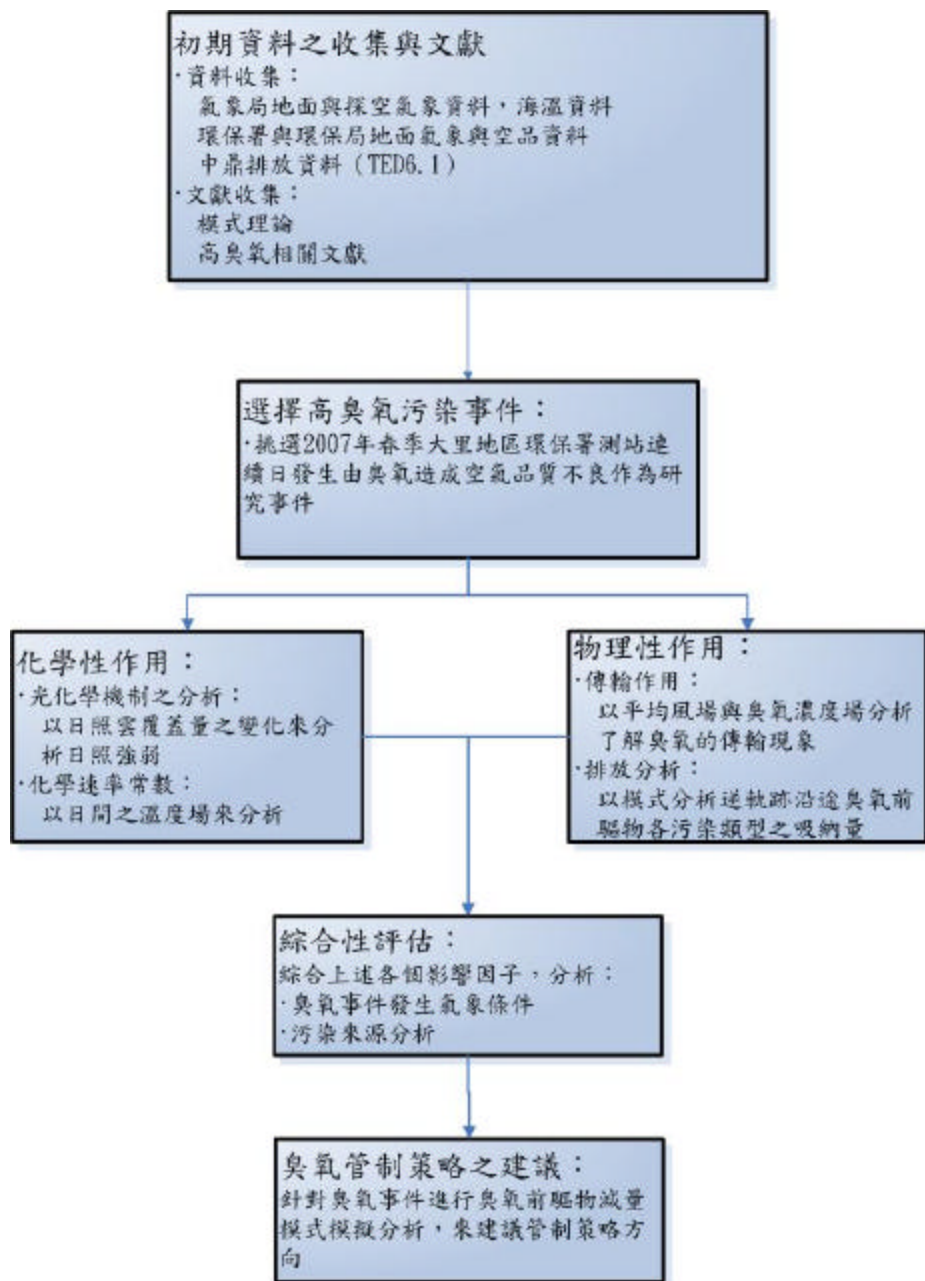 初期資料之收集與文獻
·資料收集：
氣象局地面與探空氣象資料，海溫資料
環保署與環保局地面氣象與空品資料
中鼎排放資料（TED6.1）
·文獻收集：
模式理論
高臭氧相關文獻
選擇高臭氧污染事件：
·挑選2007年春季大里地區環保署測站連
續日發生由臭氧造成空氣品質不良作為研
究事件
化學性作用：
·光化學機制之分析：
以日照雲覆蓋量之變化來分
析日照強弱
·化學速率常數：
以日間之溫度場來分析
物理性作用：
·傳輸作用：
以平均風場與臭氧濃度場分析
了解臭氧的傳輸現象
·排放分析：
以模式分析逆軌跡沿途臭氧前
驅物各污染類型之吸納量
綜合性評估：
綜合上述各個影響因子，分析：
·臭氧事件發生氣象條件
·污染來源分析
臭氧管制策略之建議：
針對臭氧事件進行臭氧前驅物減量
模式模擬分析，來建議管制策略方
向